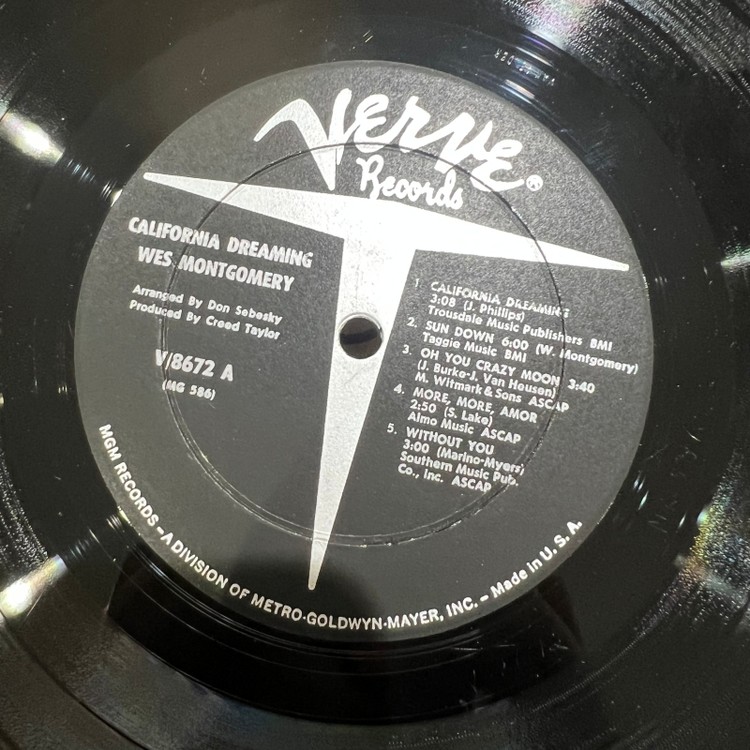 Verve®
Records
CALIFORNIA DREAMING
WES MONTGOMERY
Arranged By Don Sebesky
Produced By Creed Taylor
V/8672 A
(MG 586)
1. CALIFORNIA DREAMING
3:08 (J. Phillips)
Trousdale Music Publishers BMI
2. SUN DOWN 6:00 (W. Montgomery)
Taggie Music BMI
3. OH YOU CRAZY MOON 3:40
(J. Burke-J. Van Heusen)
M. Witmark & Sons ASCAP
4. MORE, MORE, AMOR
2:50 (S. Lake)
Almo Music ASCAP
5. WITHOUT YOU
3:00 (Marino-Myers)
Southern Music Pub.
Co., Inc. ASCAP
MGM RECORDS – A DIVISION OF METRO-GOLDWYN-MAYER, INC. – Made in U. S. A.